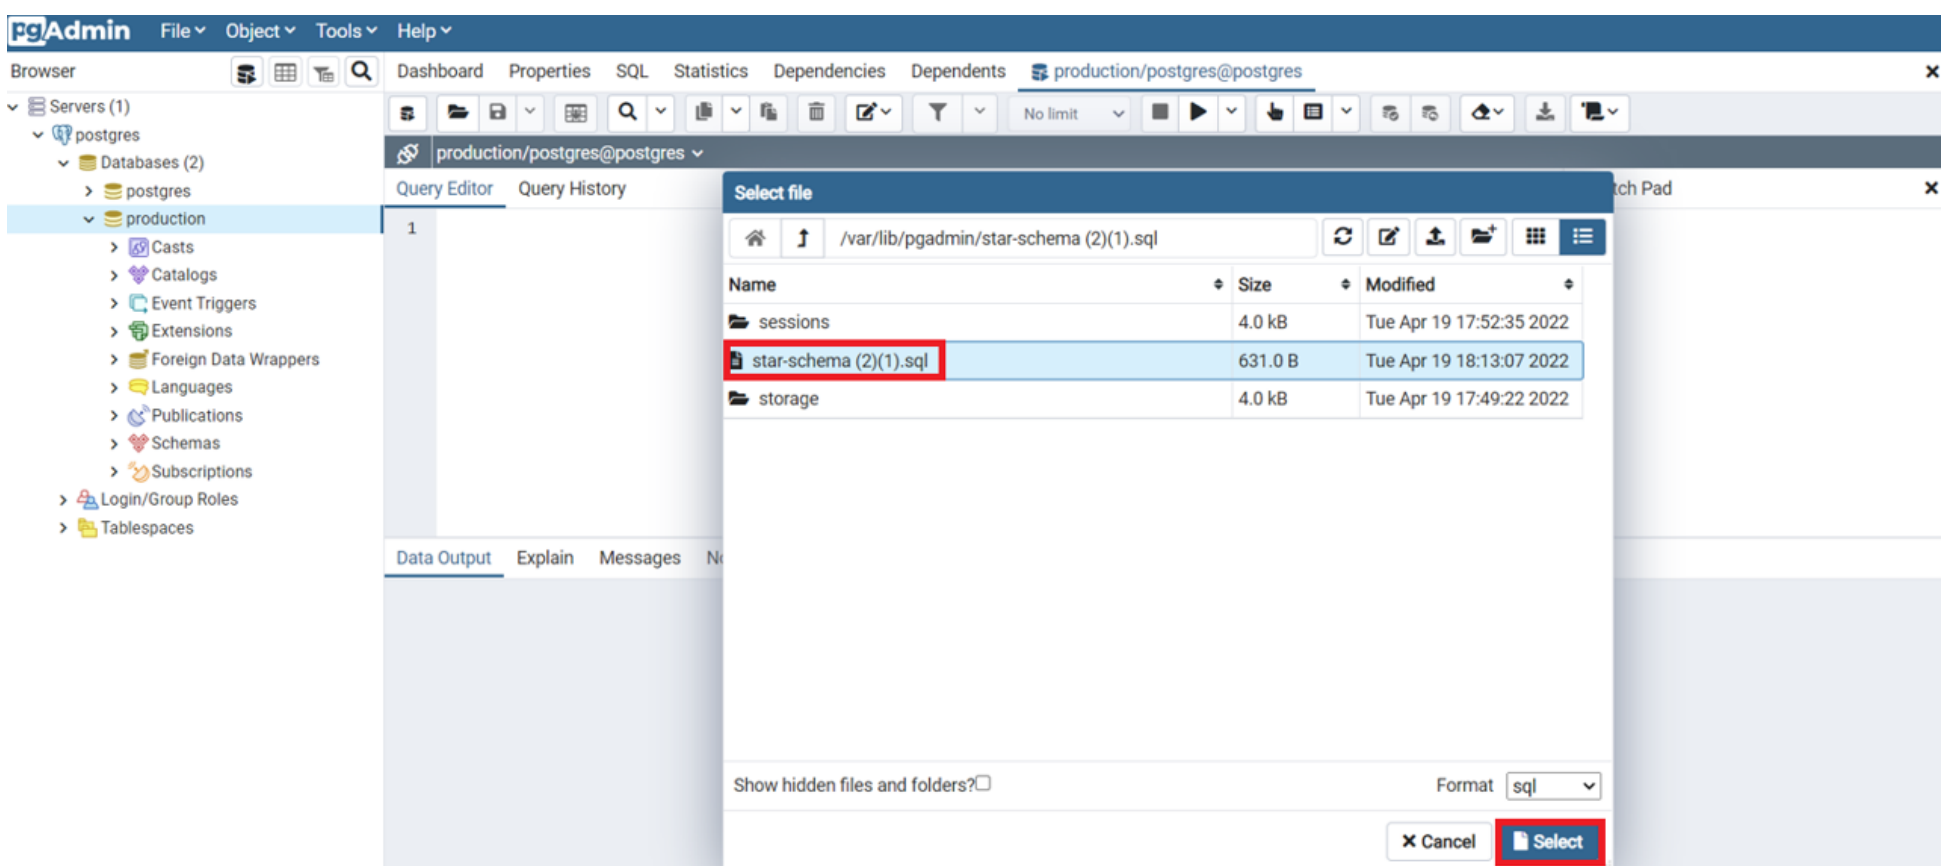 pgAdmin File Object Tools Help
Browser
Dashboard Properties SQL Statistics Dependencies Dependents production/postgres@postgres
Servers (1)
postgres
Databases (2)
postgres
production
Casts
Catalogs
Event Triggers
Extensions
Foreign Data Wrappers
Languages
Publications
Schemas
Subscriptions
Login/Group Roles
Tablespaces
No limit
production/postgres@postgres
Query Editor Query History
tch Pad
1
Select file
/var/lib/pgadmin/star-schema (2)(1).sql
Name Size Modified
sessions 4.0 kB Tue Apr 19 17:52:35 2022
star-schema (2)(1).sql 631.0 B Tue Apr 19 18:13:07 2022
storage 4.0 kB Tue Apr 19 17:49:22 2022
Data Output Explain Messages
Show hidden files and folders? Format sql
Cancel Select